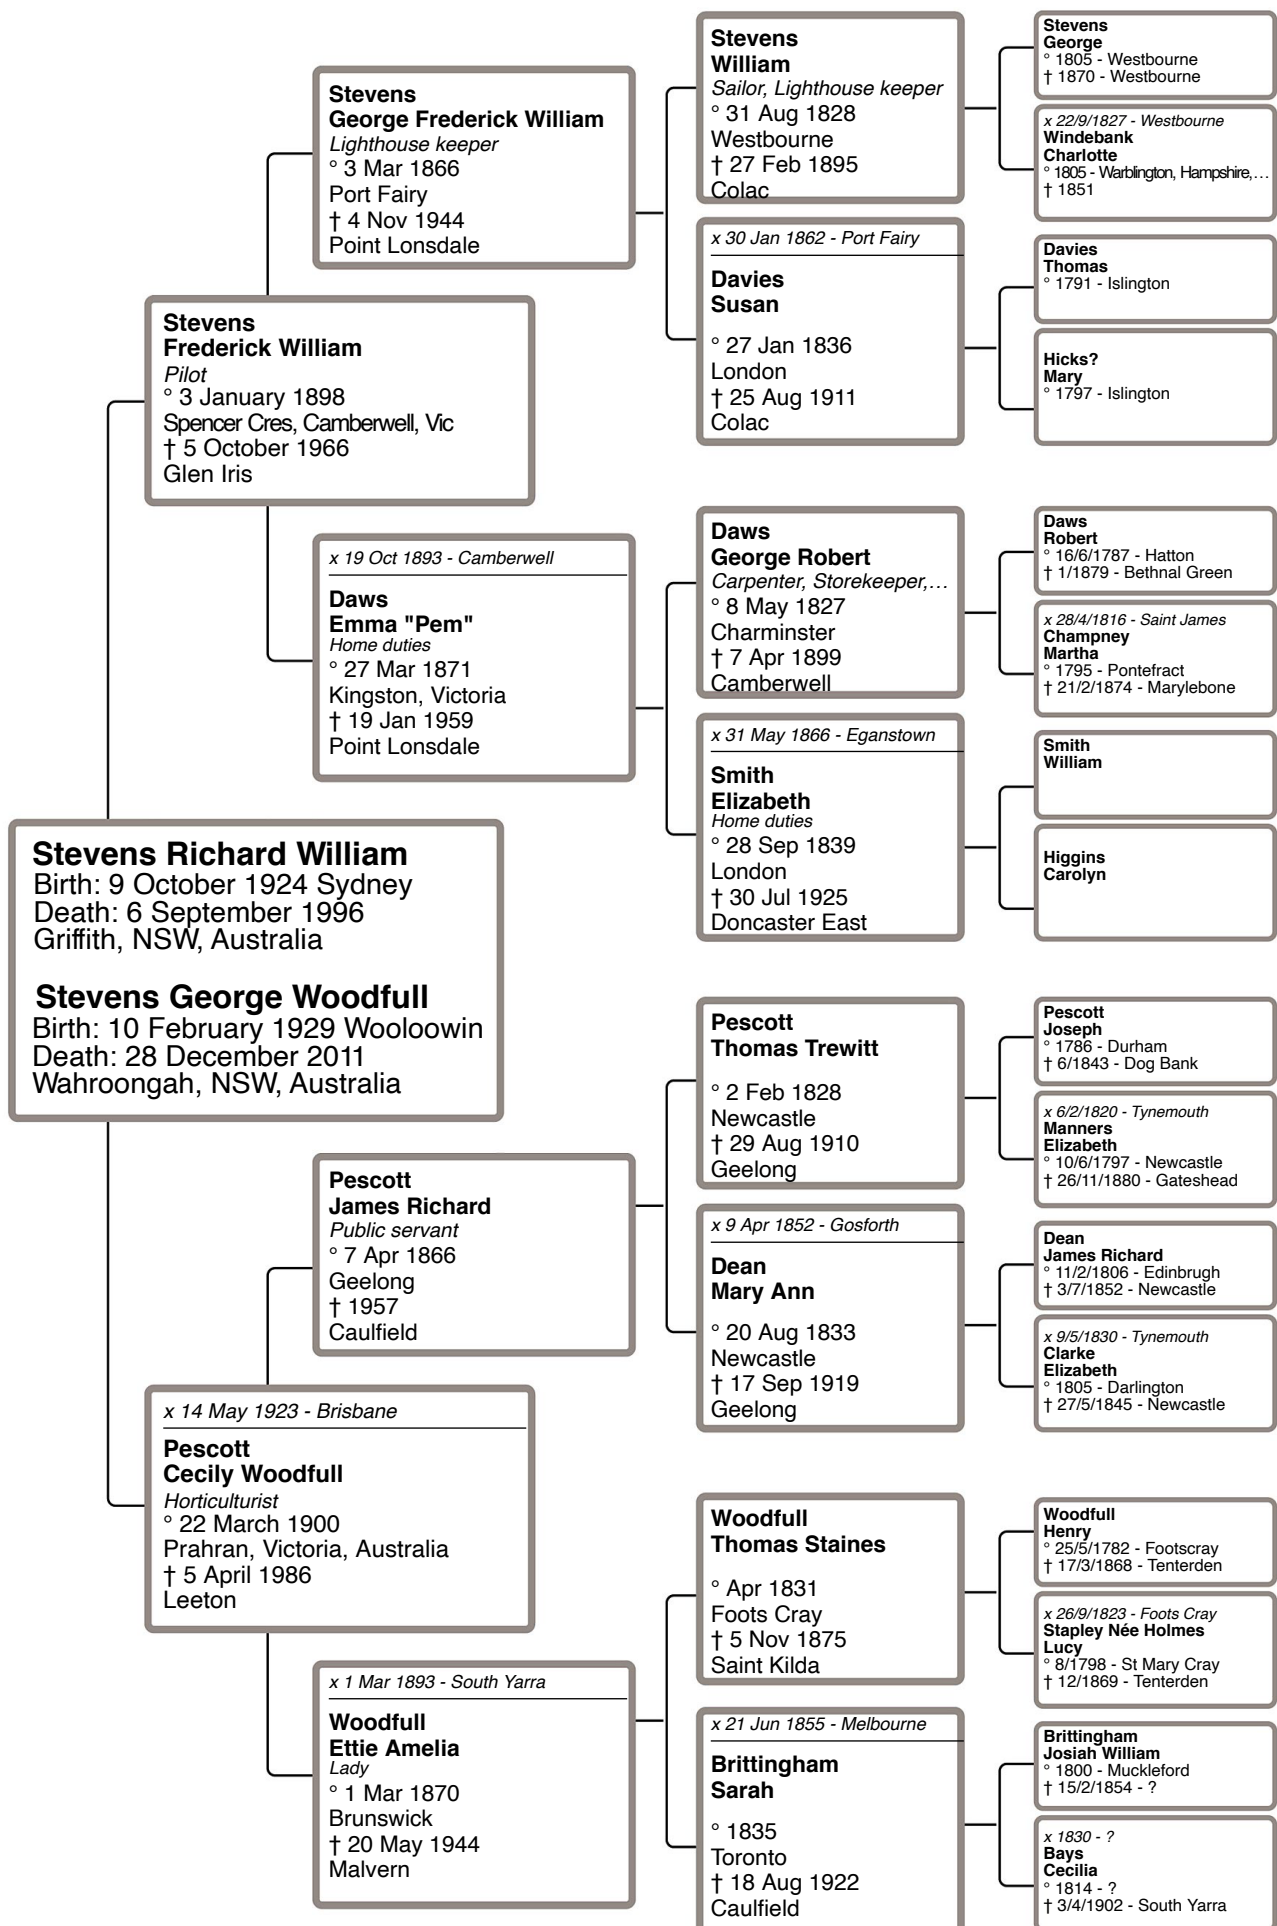 Stevens Richard William
Birth: 9 October 1924 Sydney
Death: 6 September 1996
Griffith, NSW, Australia
Stevens George Woodfull
Birth: 10 February 1929 Wooloowin
Death: 28 December 2011
Wahroongah, NSW, Australia
Stevens
Frederick William
Pilot
° 3 January 1898
Spencer Cres, Camberwell, Vic
† 5 October 1966
Glen Iris
x 14 May 1923 - Brisbane
Pescott
Cecily Woodfull
Horticulturist
° 22 March 1900
Prahran, Victoria, Australia
† 5 April 1986
Leeton
Stevens
George Frederick William
Lighthouse keeper
° 3 Mar 1866
Port Fairy
† 4 Nov 1944
Point Lonsdale
x 19 Oct 1893 - Camberwell
Daws
Emma "Pem"
Home duties
° 27 Mar 1871
Kingston, Victoria
† 19 Jan 1959
Point Lonsdale
Pescott
James Richard
Public servant
° 7 Apr 1866
Geelong
† 1957
Caulfield
x 1 Mar 1893 - South Yarra
Woodfull
Ettie Amelia
Lady
° 1 Mar 1870
Brunswick
† 20 May 1944
Malvern
Stevens
William
Sailor, Lighthouse keeper
° 31 Aug 1828
Westbourne
† 27 Feb 1895
Colac
x 30 Jan 1862 - Port Fairy
Davies
Susan
° 27 Jan 1836
London
† 25 Aug 1911
Colac
Daws
George Robert
Carpenter, Storekeeper,…
° 8 May 1827
Charminster
† 7 Apr 1899
Camberwell
x 31 May 1866 - Eganstown
Smith
Elizabeth
Home duties
° 28 Sep 1839
London
† 30 Jul 1925
Doncaster East
Pescott
Thomas Trewitt
° 2 Feb 1828
Newcastle
† 29 Aug 1910
Geelong
x 9 Apr 1852 - Gosforth
Dean
Mary Ann
° 20 Aug 1833
Newcastle
† 17 Sep 1919
Geelong
Woodfull
Thomas Staines
° Apr 1831
Foots Cray
† 5 Nov 1875
Saint Kilda
x 21 Jun 1855 - Melbourne
Brittingham
Sarah
° 1835
Toronto
† 18 Aug 1922
Caulfield
Stevens
George
° 1805 - Westbourne
† 1870 - Westbourne
x 22/9/1827 - Westbourne
Windebank
Charlotte
° 1805 - Warblington, Hampshire,…
† 1851
Davies
Thomas
° 1791 - Islington
Hicks?
Mary
° 1797 - Islington
Daws
Robert
° 16/6/1787 - Hatton
† 1/1879 - Bethnal Green
x 28/4/1816 - Saint James
Champney
Martha
° 1795 - Pontefract
† 21/2/1874 - Marylebone
Smith
William
Higgins
Carolyn
Pescott
Joseph
° 1786 - Durham
† 6/1843 - Dog Bank
x 6/2/1820 - Tynemouth
Manners
Elizabeth
° 10/6/1797 - Newcastle
† 26/11/1880 - Gateshead
Dean
James Richard
° 11/2/1806 - Edinbrugh
† 3/7/1852 - Newcastle
x 9/5/1830 - Tynemouth
Clarke
Elizabeth
° 1805 - Darlington
† 27/5/1845 - Newcastle
Woodfull
Henry
° 25/5/1782 - Footscray
† 17/3/1868 - Tenterden
x 26/9/1823 - Foots Cray
Stapley Née Holmes
Lucy
° 8/1798 - St Mary Cray
† 12/1869 - Tenterden
Brittingham
Josiah William
° 1800 - Muckleford
† 15/2/1854 - ?
x 1830 - ?
Bays
Cecilia
° 1814 - ?
† 3/4/1902 - South Yarra